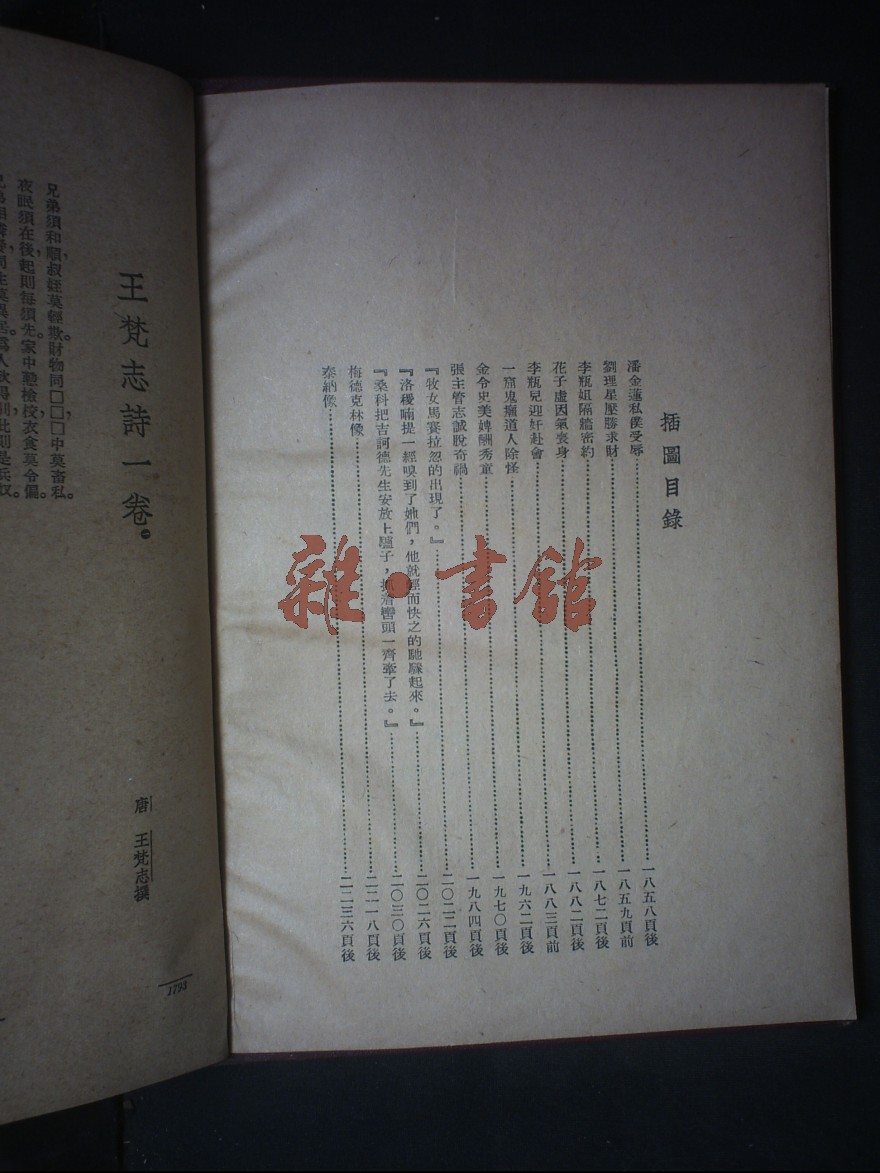 插圖目錄
潘金蓮私僕受辱……一八五八頁後
劉理星壓勝求財……一八五九頁前
李瓶姐隔牆密約……一八七二頁後
花子虛因氣喪身……一八八二頁後
李瓶兒迎奸赴會……一八八三頁前
一窟鬼癩道人除怪……一九六二頁後
金令史美婢酬秀童……一九七〇頁後
張主管志誠脫奇禍……一九八四頁後
『牧女馬賽拉忽的出現了。』……二〇二二頁後
『洛稷喃提一經嗅到了她們，他就輕而快之的馳驟起來。』……二〇二六頁後
『桑科把吉訶德先生安放上驢子，轡頭一齊牽了去。』……二〇三〇頁後
梅德克林像……二二一八頁後
泰納像……二二三六頁後
王梵志詩一卷㊀
唐 王梵志撰
兄弟須和順，叔姪莫輕欺。財物同□□，□中莫畜私。
夜眠須在後，起則每須先。家中懃檢校，衣食莫令偏。
1793
雜·書館